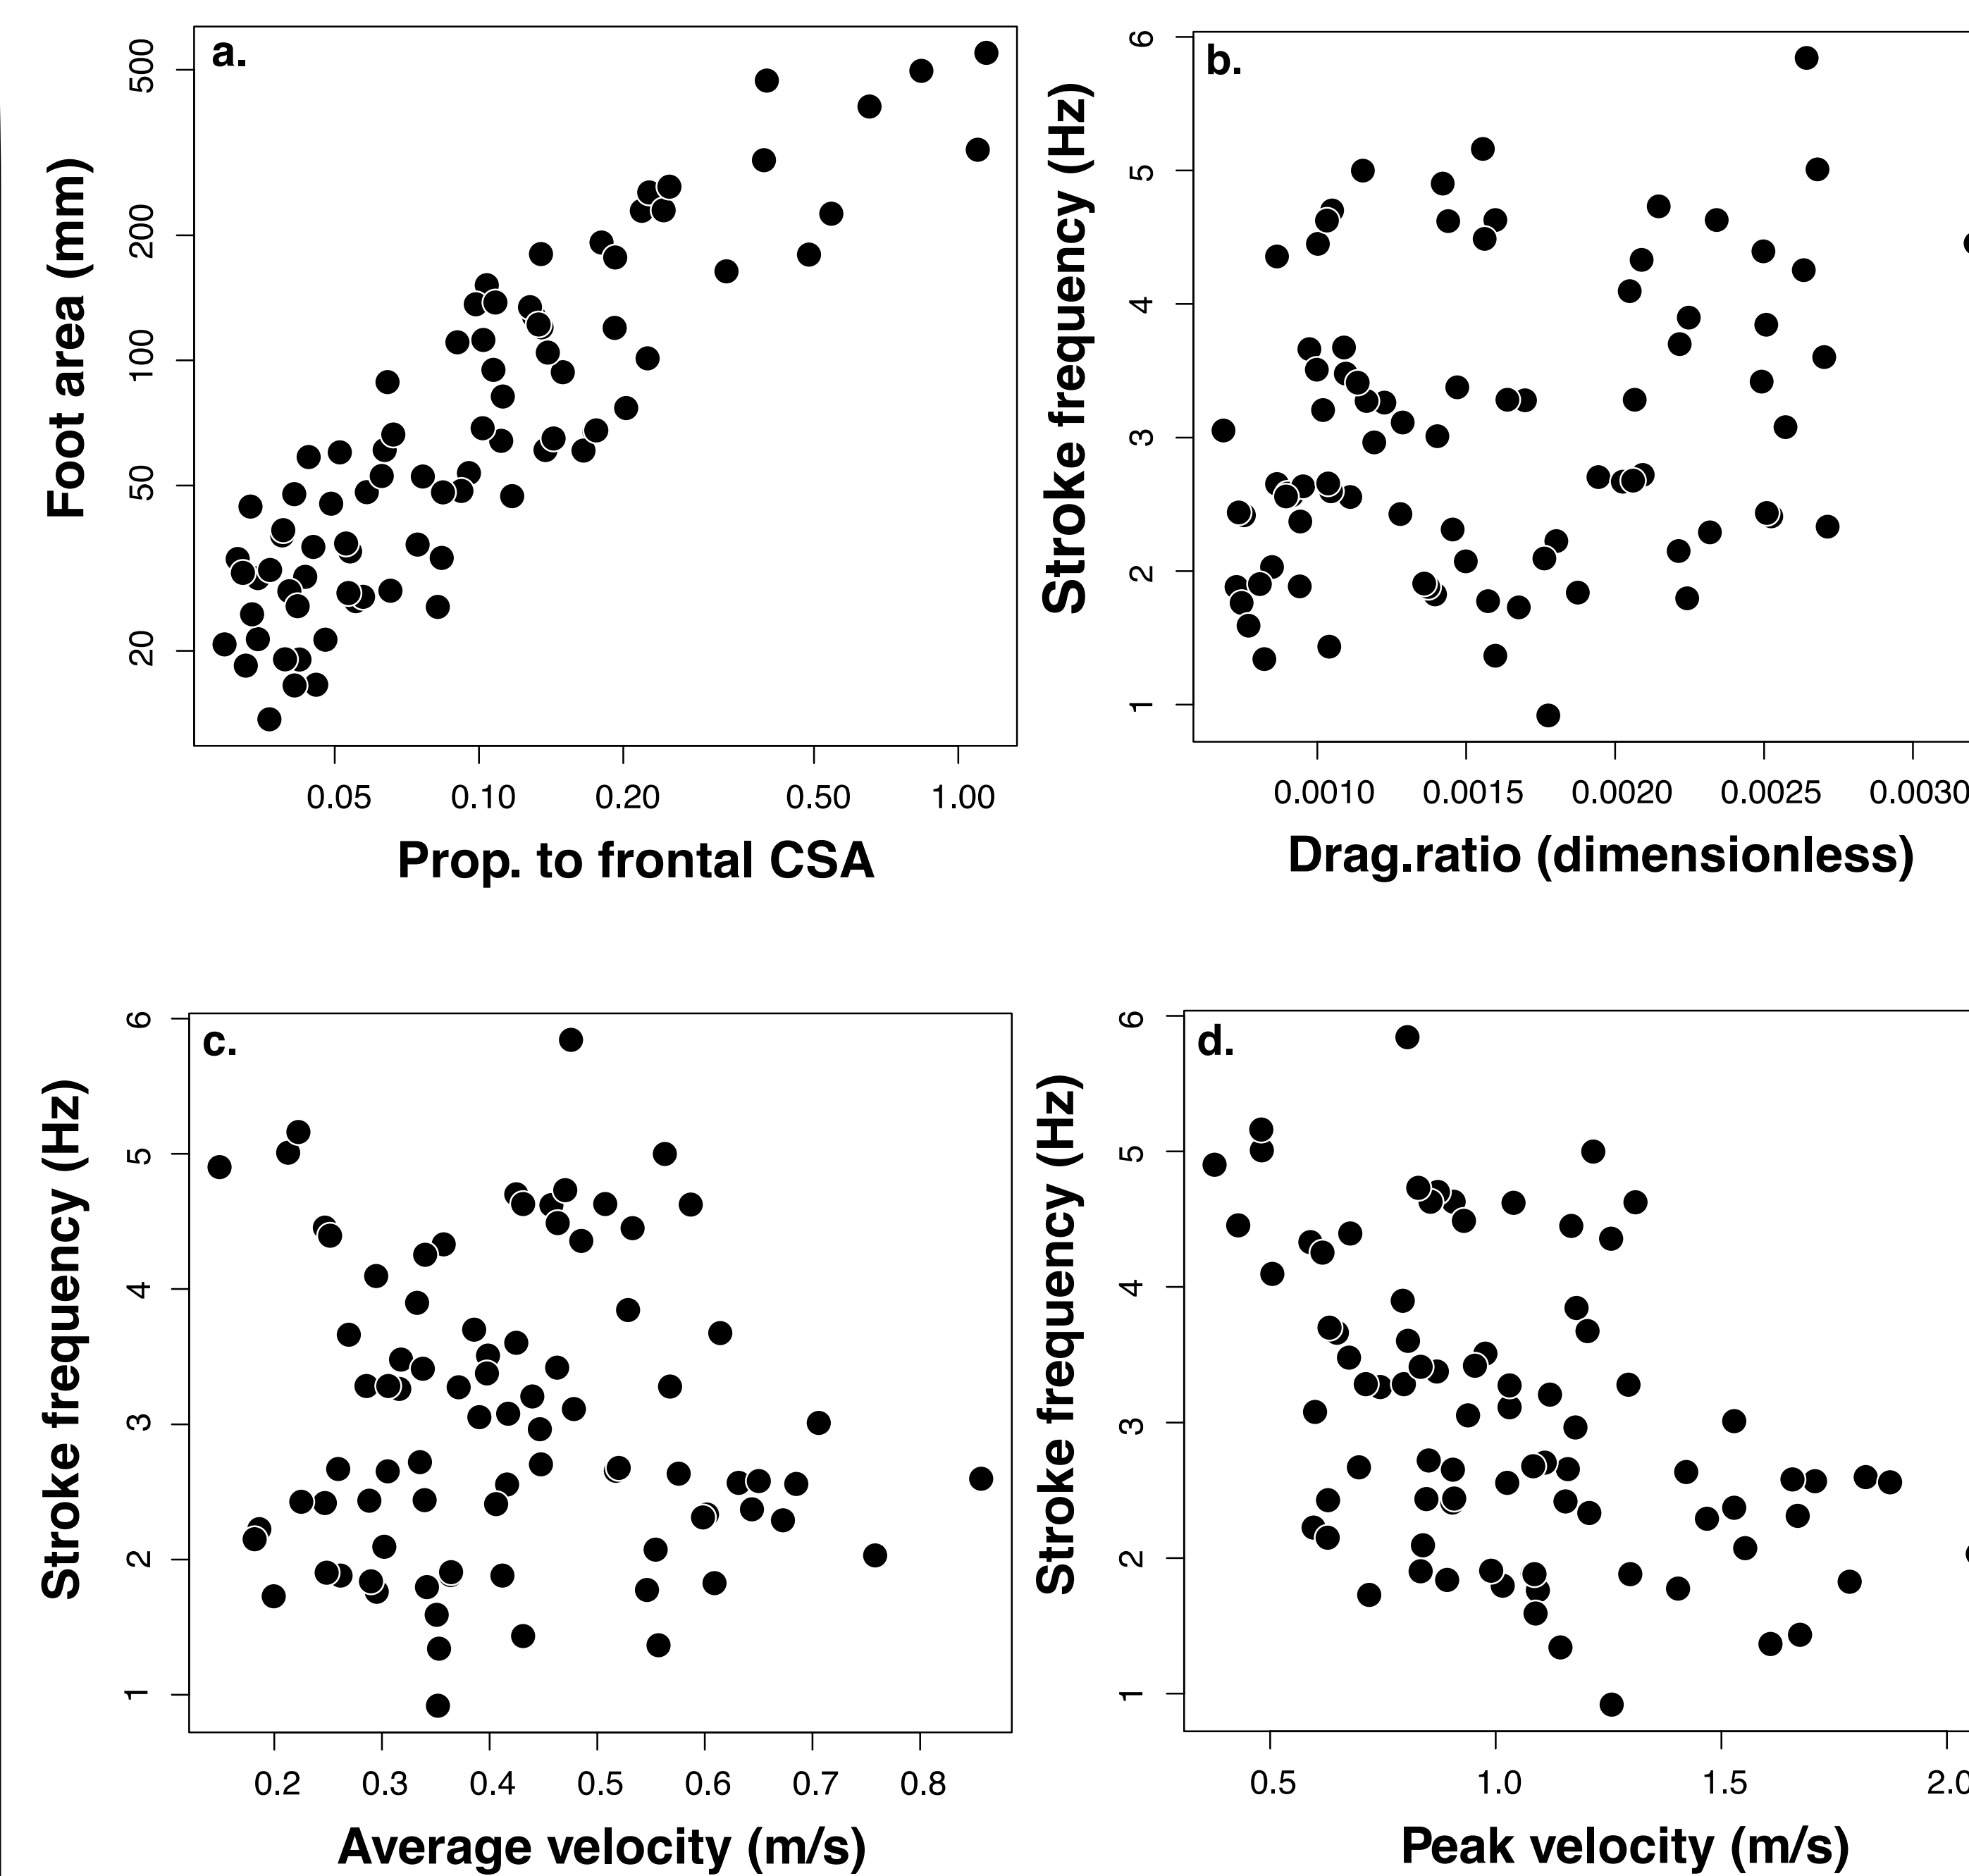 a.
500
200
100
50
20
Foot area (mm)
0.05 0.10 0.20 0.50 1.00
Prop. to frontal CSA
b.
6
5
4
3
2
1
Stroke frequency (Hz)
0.0010 0.0015 0.0020 0.0025 0.0030
Drag.ratio (dimensionless)
c.
6
5
4
3
2
1
Stroke frequency (Hz)
0.2 0.3 0.4 0.5 0.6 0.7 0.8
Average velocity (m/s)
d.
6
5
4
3
2
1
Stroke frequency (Hz)
0.5 1.0 1.5 2.0
Peak velocity (m/s)